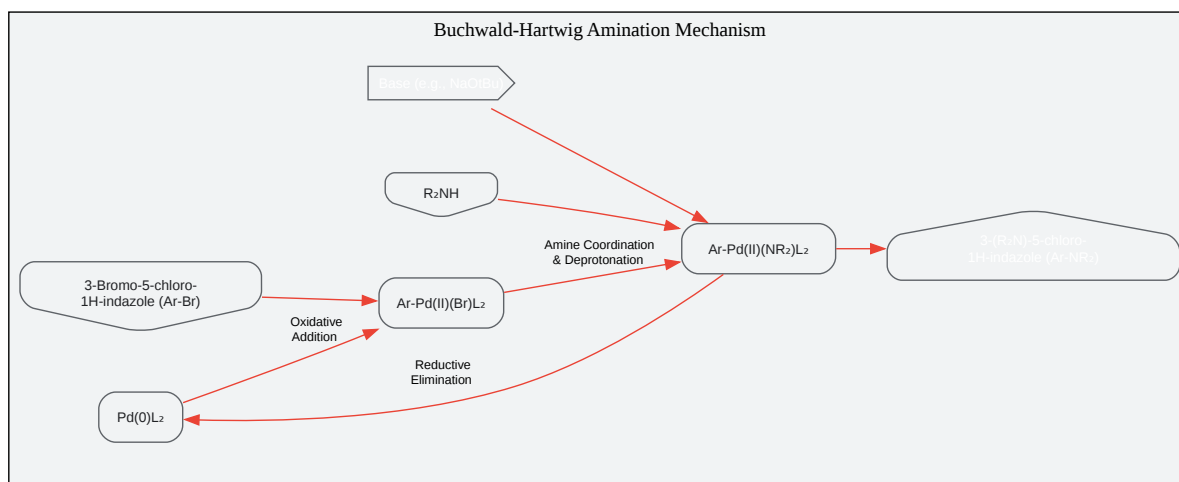 Buchwald-Hartwig Amination Mechanism
Base (e.g., NaOtBu)
R₂NH
Amine Coordination
& Deprotonation
Ar-Pd(II)(NR₂)L₂
3-(R₂N)-5-chloro-
1H-indazole (Ar-NR₂)
3-Bromo-5-chloro-
1H-indazole (Ar-Br)
Ar-Pd(II)(Br)L₂
Oxidative
Addition
Reductive
Elimination
Pd(0)L₂